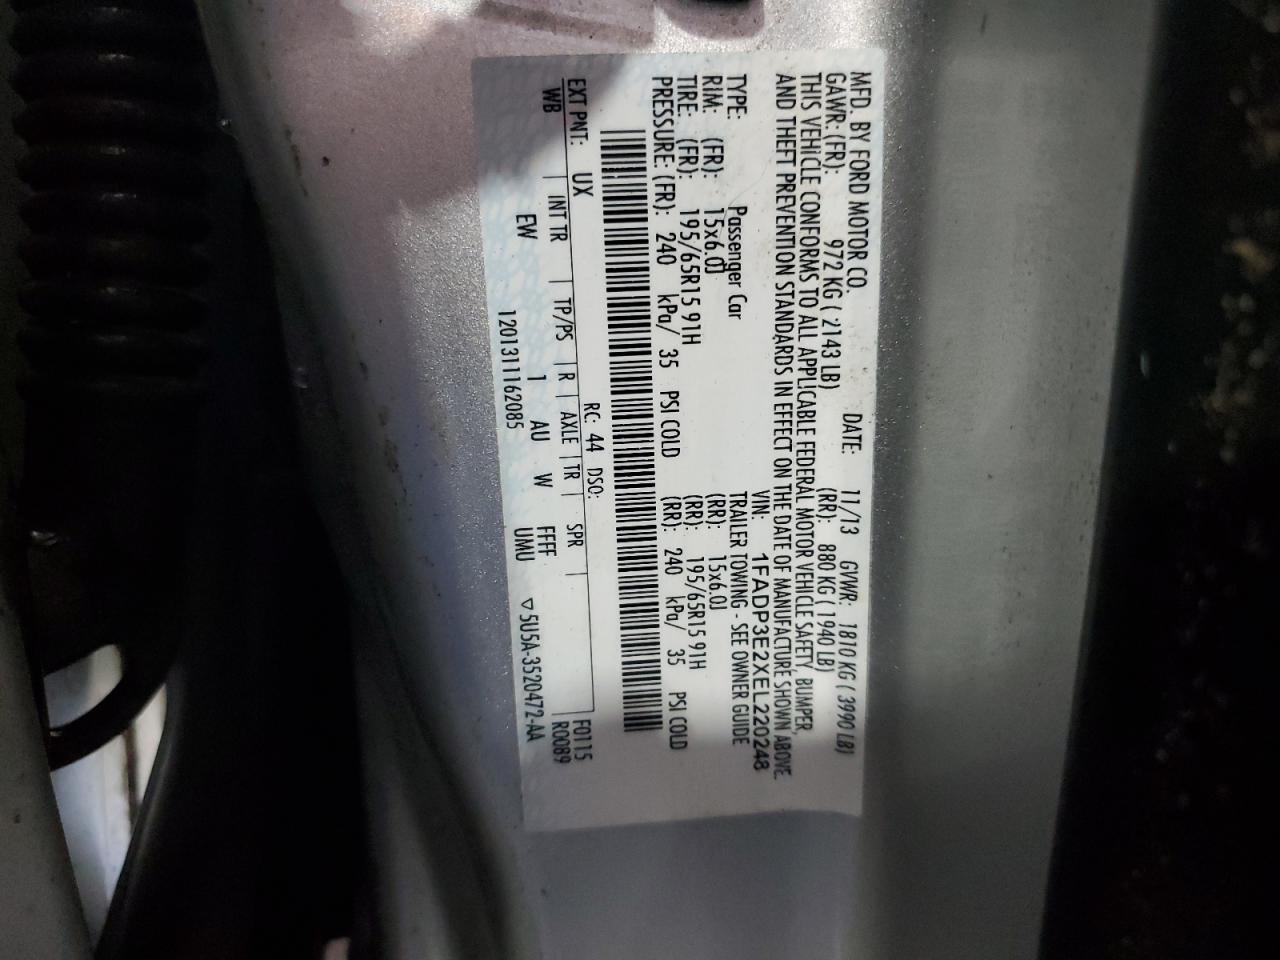 MFD. BY FORD MOTOR CO. DATE: 11/13 GVWR: 1810 KG ( 3990 LB)
GAWR: (FR): 972 KG ( 2143 LB) (RR): 880 KG ( 1940 LB)
THIS VEHICLE CONFORMS TO ALL APPLICABLE FEDERAL MOTOR VEHICLE SAFETY, BUMPER,
AND THEFT PREVENTION STANDARDS IN EFFECT ON THE DATE OF MANUFACTURE SHOWN ABOVE.
VIN: 1FADP3E2XEL220248
TYPE: Passenger Car TRAILER TOWING - SEE OWNER GUIDE
RIM: (FR): 15x6.0J (RR): 15x6.0J
TIRE: (FR): 195/65R15 91H (RR): 195/65R15 91H
PRESSURE: (FR): 240 kPa/ 35 PSI COLD (RR): 240 kPa/ 35 PSI COLD
RC: 44 DSO:
EXT PNT: UX F0115
WB | INT TR | TP/PS | R | AXLE | TR | SPR | R0089
EW 1 AU W FFFF
1201311162085 UMU ▽5U5A-3520472-AA